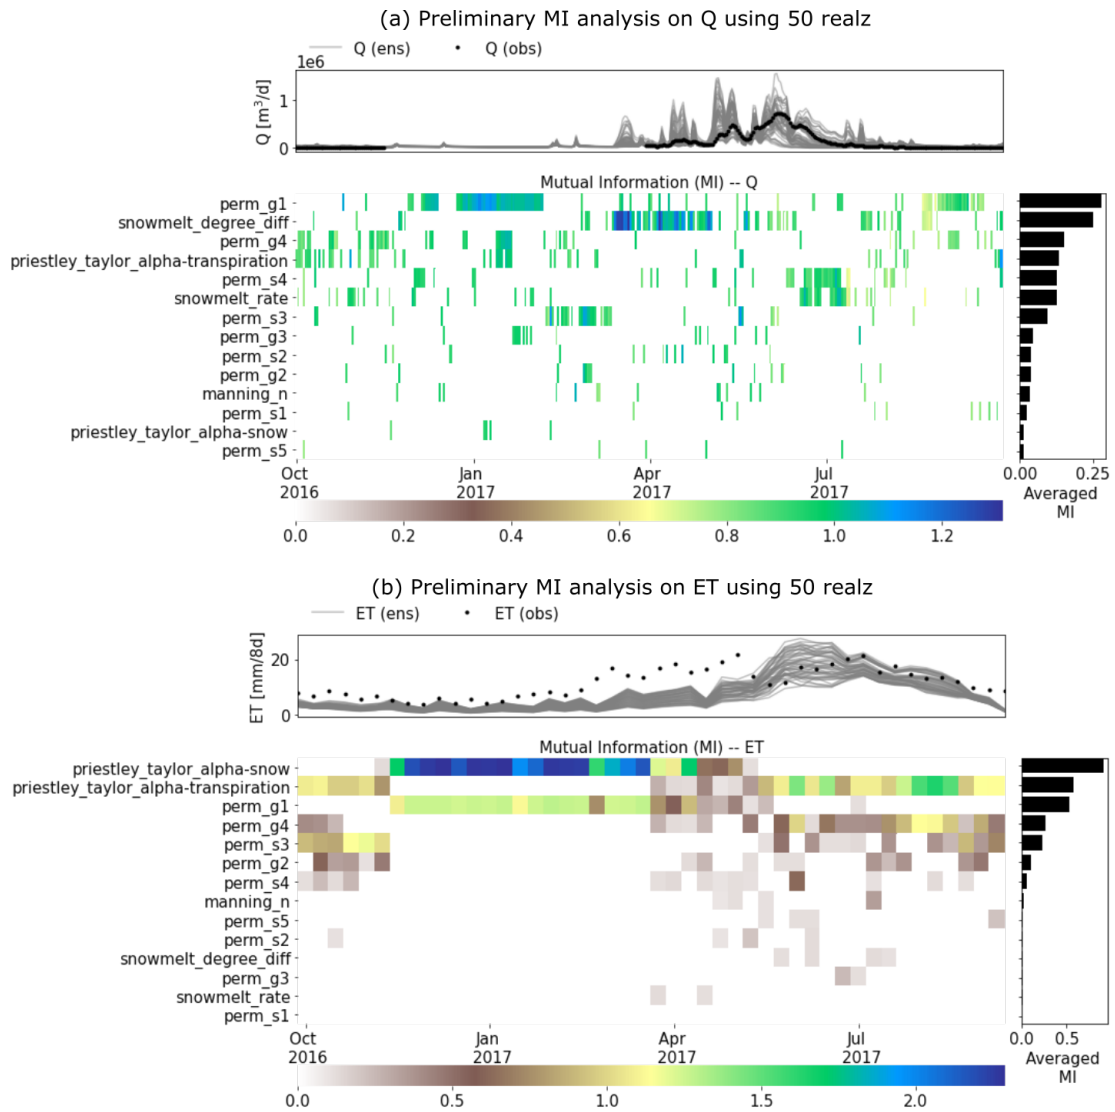 (a) Preliminary MI analysis on Q using 50 realz
Q (ens)
Q (obs)
1e6
Q [m³/d]
1
0
Mutual Information (MI) -- Q
perm_g1
snowmelt_degree_diff
perm_g4
priestley_taylor_alpha-transpiration
perm_s4
snowmelt_rate
perm_s3
perm_g3
perm_s2
perm_g2
manning_n
perm_s1
priestley_taylor_alpha-snow
perm_s5
Oct 2016
Jan 2017
Apr 2017
Jul 2017
0.00 0.25
Averaged
MI
0.0 0.2 0.4 0.6 0.8 1.0 1.2
(b) Preliminary MI analysis on ET using 50 realz
ET (ens)
ET (obs)
ET [mm/8d]
20
0
Mutual Information (MI) -- ET
priestley_taylor_alpha-snow
priestley_taylor_alpha-transpiration
perm_g1
perm_g4
perm_s3
perm_g2
perm_s4
manning_n
perm_s5
perm_s2
snowmelt_degree_diff
perm_g3
snowmelt_rate
perm_s1
Oct 2016
Jan 2017
Apr 2017
Jul 2017
0.0 0.5
Averaged
MI
0.0 0.5 1.0 1.5 2.0